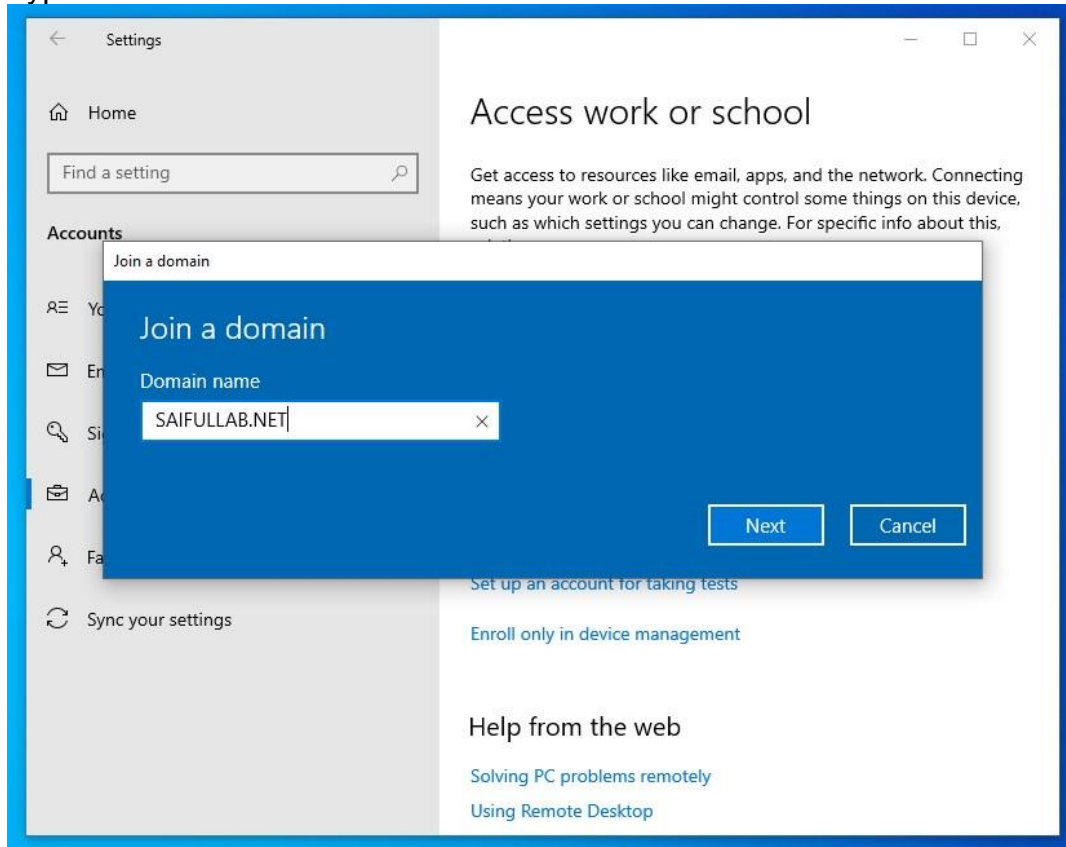 Settings
Home
Find a setting
Accounts
Access work or school
Get access to resources like email, apps, and the network. Connecting
means your work or school might control some things on this device,
such as which settings you can change. For specific info about this,
Join a domain
Join a domain
Domain name
SAIFULLAB.NET
Next
Cancel
Sync your settings
Set up an account for taking tests
Enroll only in device management
Help from the web
Solving PC problems remotely
Using Remote Desktop